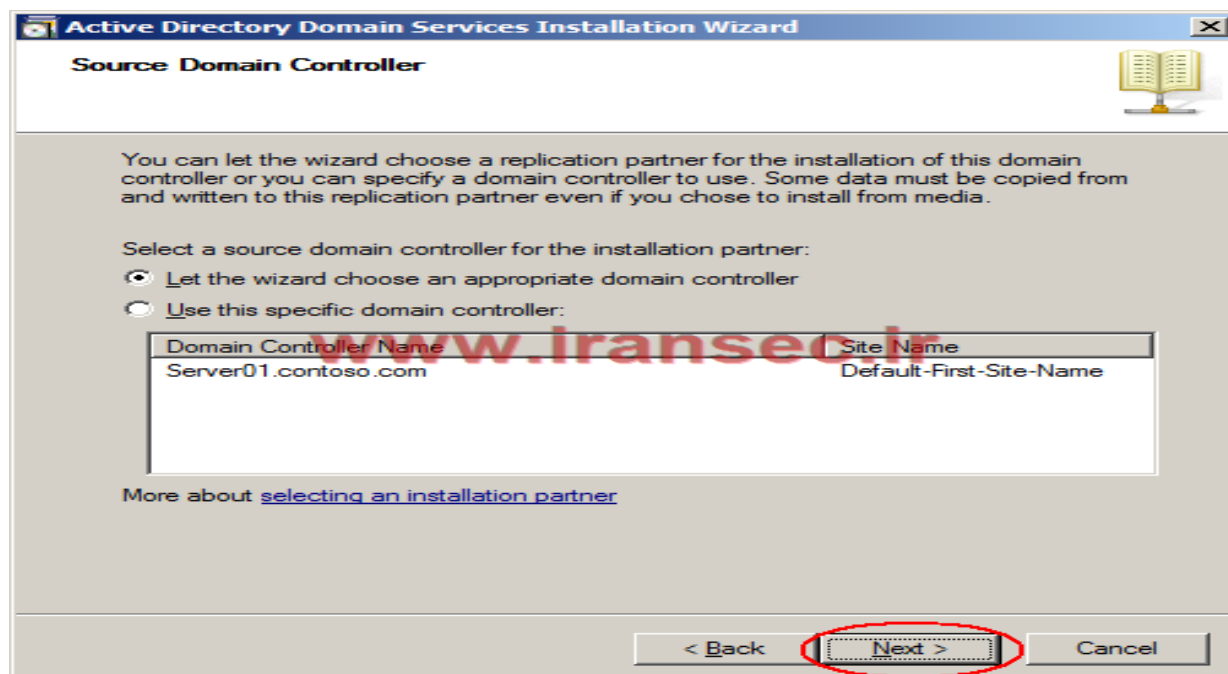 Active Directory Domain Services Installation Wizard
Source Domain Controller
You can let the wizard choose a replication partner for the installation of this domain
controller or you can specify a domain controller to use. Some data must be copied from
and written to this replication partner even if you chose to install from media.
Select a source domain controller for the installation partner:
Let the wizard choose an appropriate domain controller
Use this specific domain controller:
www.iransec.ir
Domain Controller Name Site Name
Server01.contoso.com Default-First-Site-Name
More about selecting an installation partner
< Back Next > Cancel